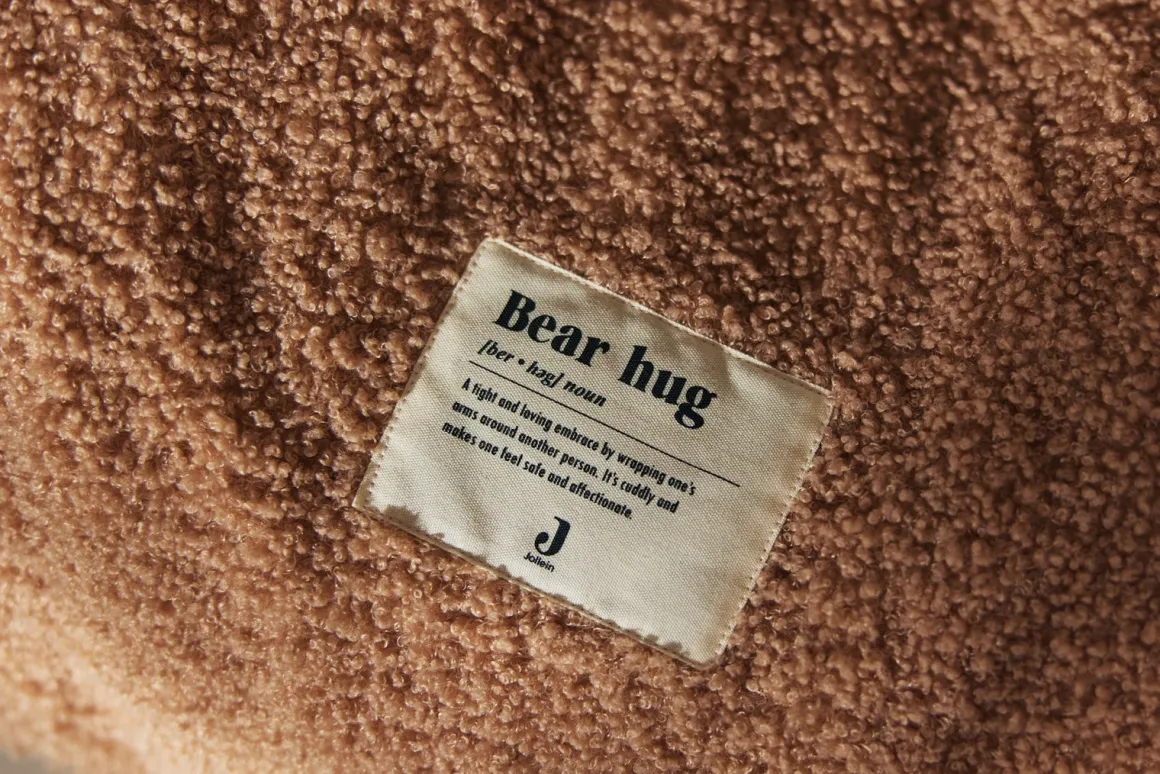 Bear hug
/ber • həg/ noun
A tight and loving embrace by wrapping one's
arms around another person. It's cuddly and
makes one feel safe and affectionate.
J
Jollein